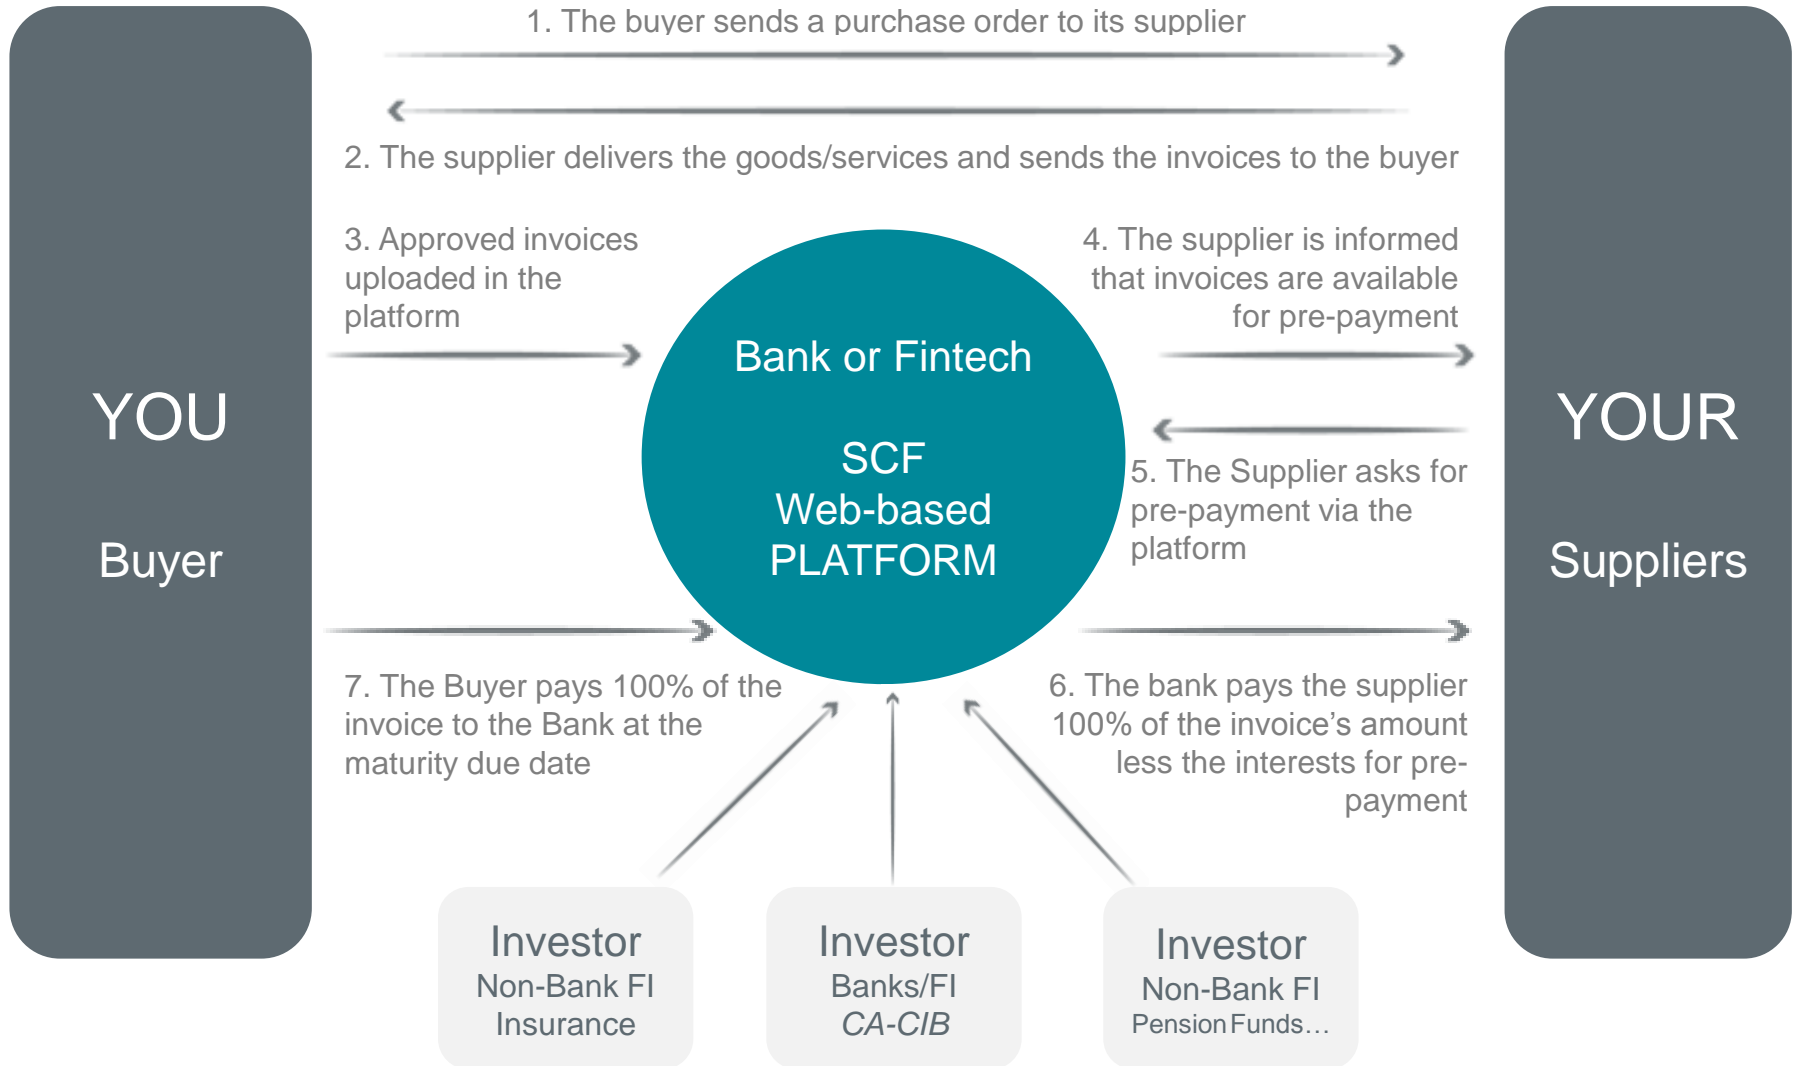 1. The buyer sends a purchase order to its supplier
2. The supplier delivers the goods/services and sends the invoices to the buyer
YOU
Buyer
3. Approved invoices
uploaded in the
platform
Bank or Fintech
SCF
Web-based
PLATFORM
4. The supplier is informed
that invoices are available
for pre-payment
5. The Supplier asks for
pre-payment via the
platform
YOUR
Suppliers
7. The Buyer pays 100% of the
invoice to the Bank at the
maturity due date
6. The bank pays the supplier
100% of the invoice’s amount
less the interests for pre-
payment
Investor
Non-Bank FI
Insurance
Investor
Banks/FI
CA-CIB
Investor
Non-Bank FI
Pension Funds…